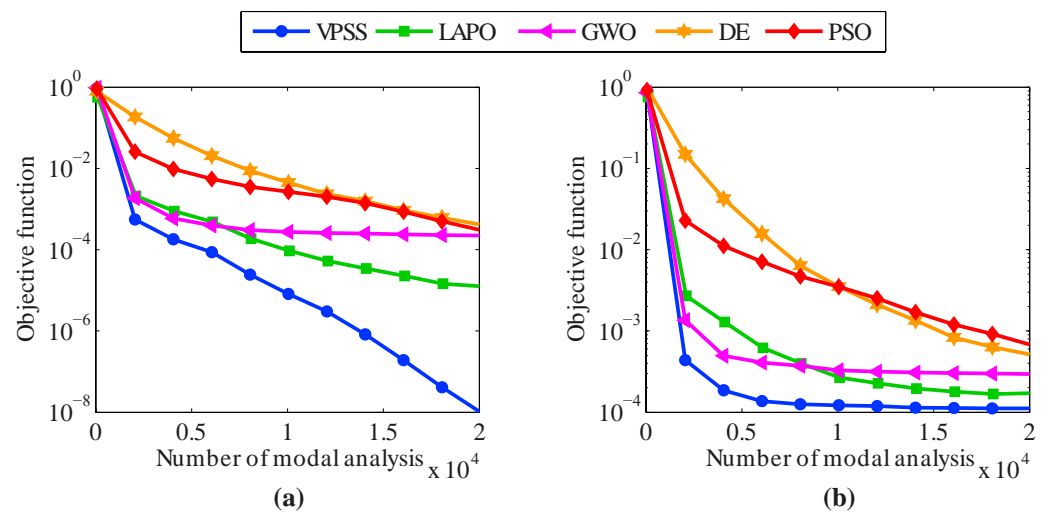 VPSS LAPO GWO DE PSO
10^0
10^-2
10^-4
10^-6
10^-8
Objective function
0 0.5 1 1.5 2
Number of modal analysis x 10^4
(a)
10^0
10^-1
10^-2
10^-3
10^-4
Objective function
0 0.5 1 1.5 2
Number of modal analysis x 10^4
(b)